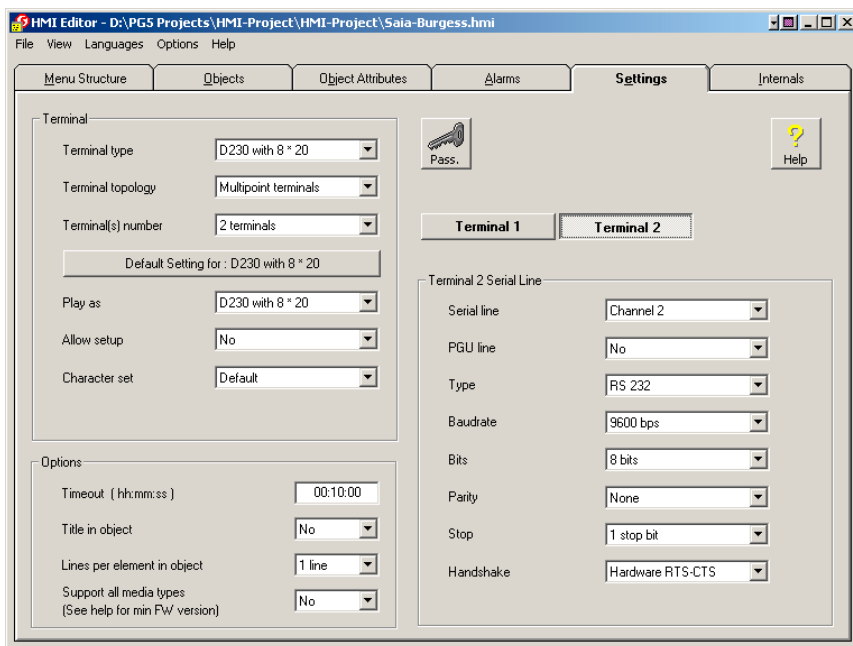 HMI Editor - D:\PG5 Projects\HMI-Project\HMI-Project\Saia-Burgess.hmi
File View Languages Options Help
Menu Structure Objects Object Attributes Alarms Settings Internals
Terminal
Terminal type D230 with 8 * 20
Terminal topology Multipoint terminals
Terminal(s) number 2 terminals
Default Setting for : D230 with 8 * 20
Play as D230 with 8 * 20
Allow setup No
Character set Default
Options
Timeout ( hh:mm:ss ) 00:10:00
Title in object No
Lines per element in object 1 line
Support all media types
(See help for min FW version) No
Pass.
? Help
Terminal 1 Terminal 2
Terminal 2 Serial Line
Serial line Channel 2
PGU line No
Type RS 232
Baudrate 9600 bps
Bits 8 bits
Parity None
Stop 1 stop bit
Handshake Hardware RTS-CTS